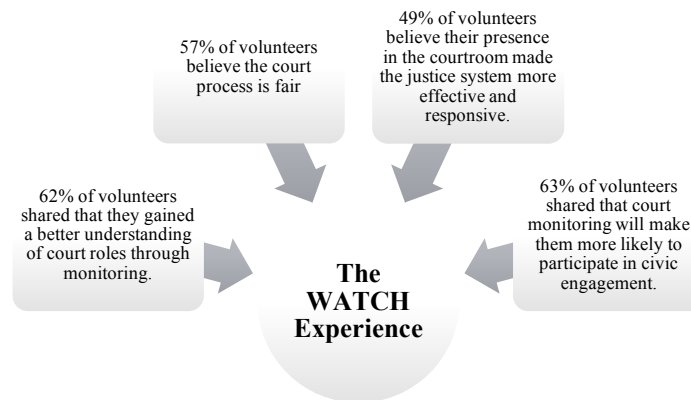 57% of volunteers
believe the court
process is fair
49% of volunteers
believe their presence
in the courtroom made
the justice system more
effective and
responsive.
62% of volunteers
shared that they gained
a better understanding
of court roles through
monitoring.
63% of volunteers
shared that court
monitoring will make
them more likely to
participate in civic
engagement.
The
WATCH
Experience